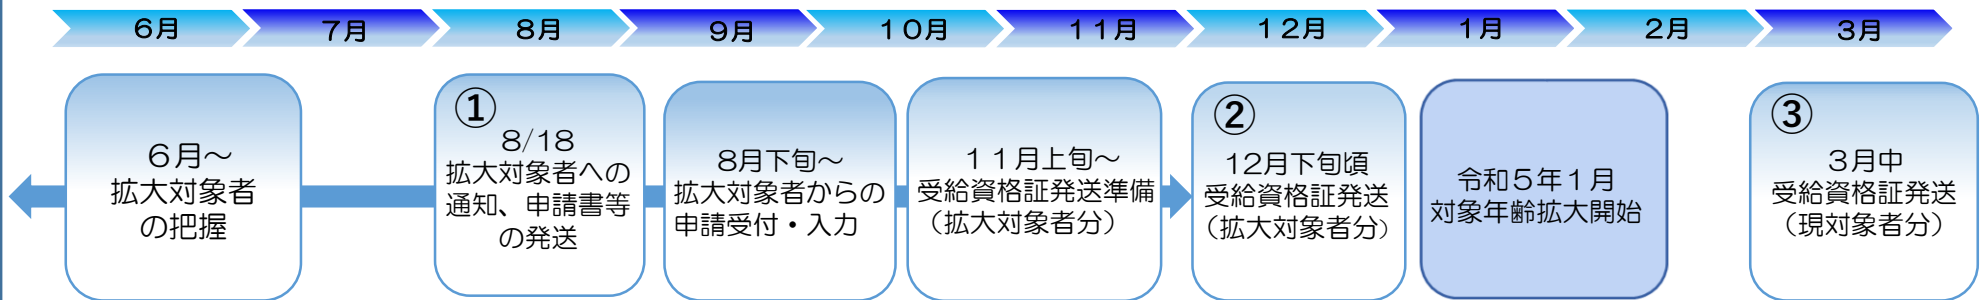 6月
7月
8月
9月
10月
11月
12月
1月
2月
3月
6月～
拡大対象者
の把握
①
8/18
拡大対象者への
通知、申請書等
の発送
8月下旬～
拡大対象者からの
申請受付・入力
１１月上旬～
受給資格証発送準備
（拡大対象者分）
②
12月下旬頃
受給資格証発送
（拡大対象者分）
令和５年１月
対象年齢拡大開始
③
３月中
受給資格証発送
（現対象者分）